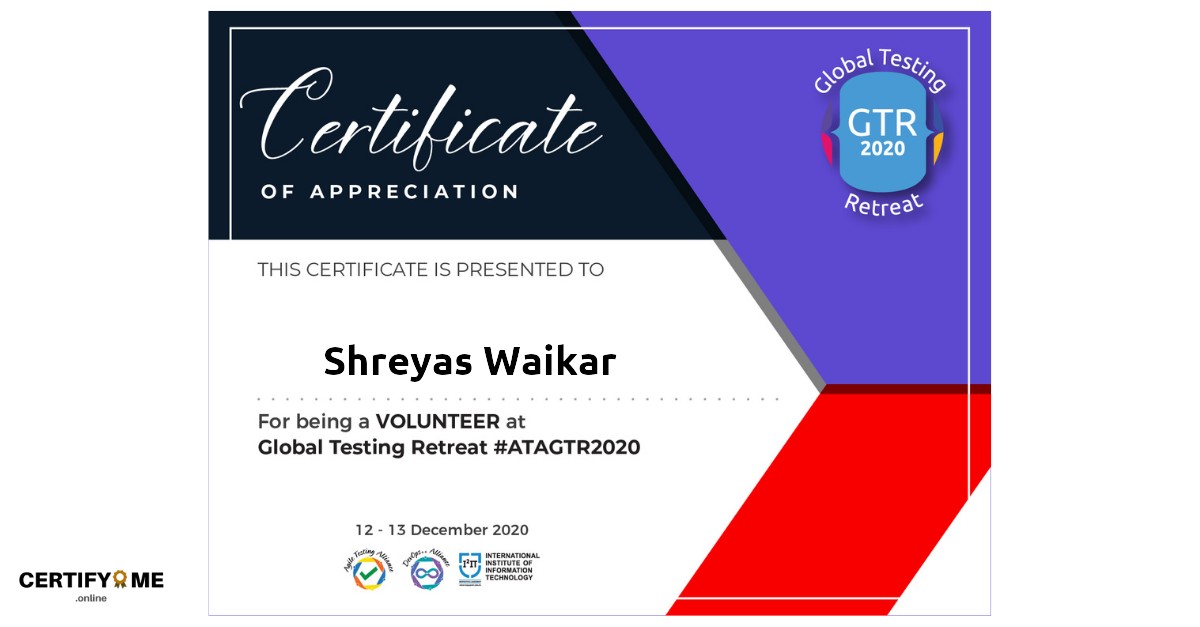 Certificate
OF APPRECIATION
Global Testing
GTR
2020
Retreat
THIS CERTIFICATE IS PRESENTED TO
Shreyas Waikar
For being a VOLUNTEER at
Global Testing Retreat #ATAGTR2020
12 - 13 December 2020
Agile Testing Alliance
DevOps++ Alliance
I²IT
INTERNATIONAL
INSTITUTE OF
INFORMATION
TECHNOLOGY
CERTIFY ME
.online